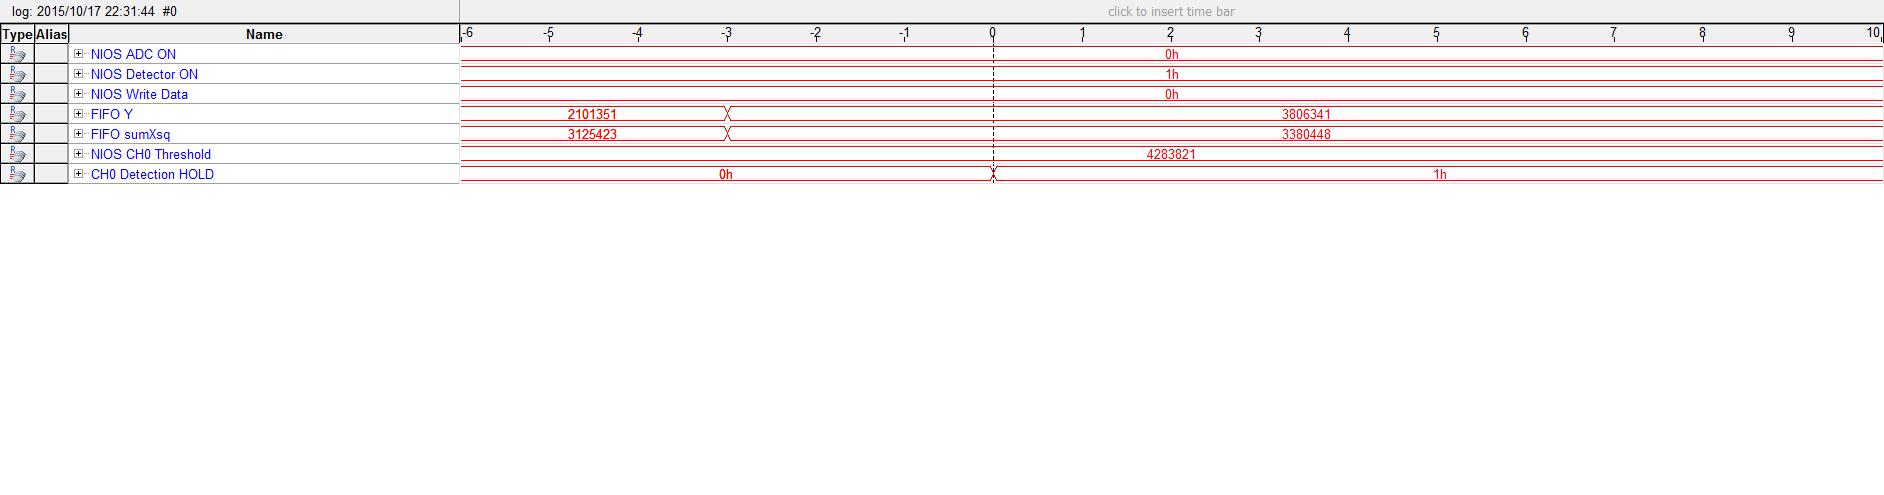 log: 2015/10/17 22:31:44 #0 click to insert time bar
Type Alias Name -6 -5 -4 -3 -2 -1 0 1 2 3 4 5 6 7 8 9 10
NIOS ADC ON 0h
NIOS Detector ON 1h
NIOS Write Data 0h
FIFO Y 2101351 3806341
FIFO sumXsq 3125423 3380448
NIOS CH0 Threshold 4283821
CH0 Detection HOLD 0h 1h